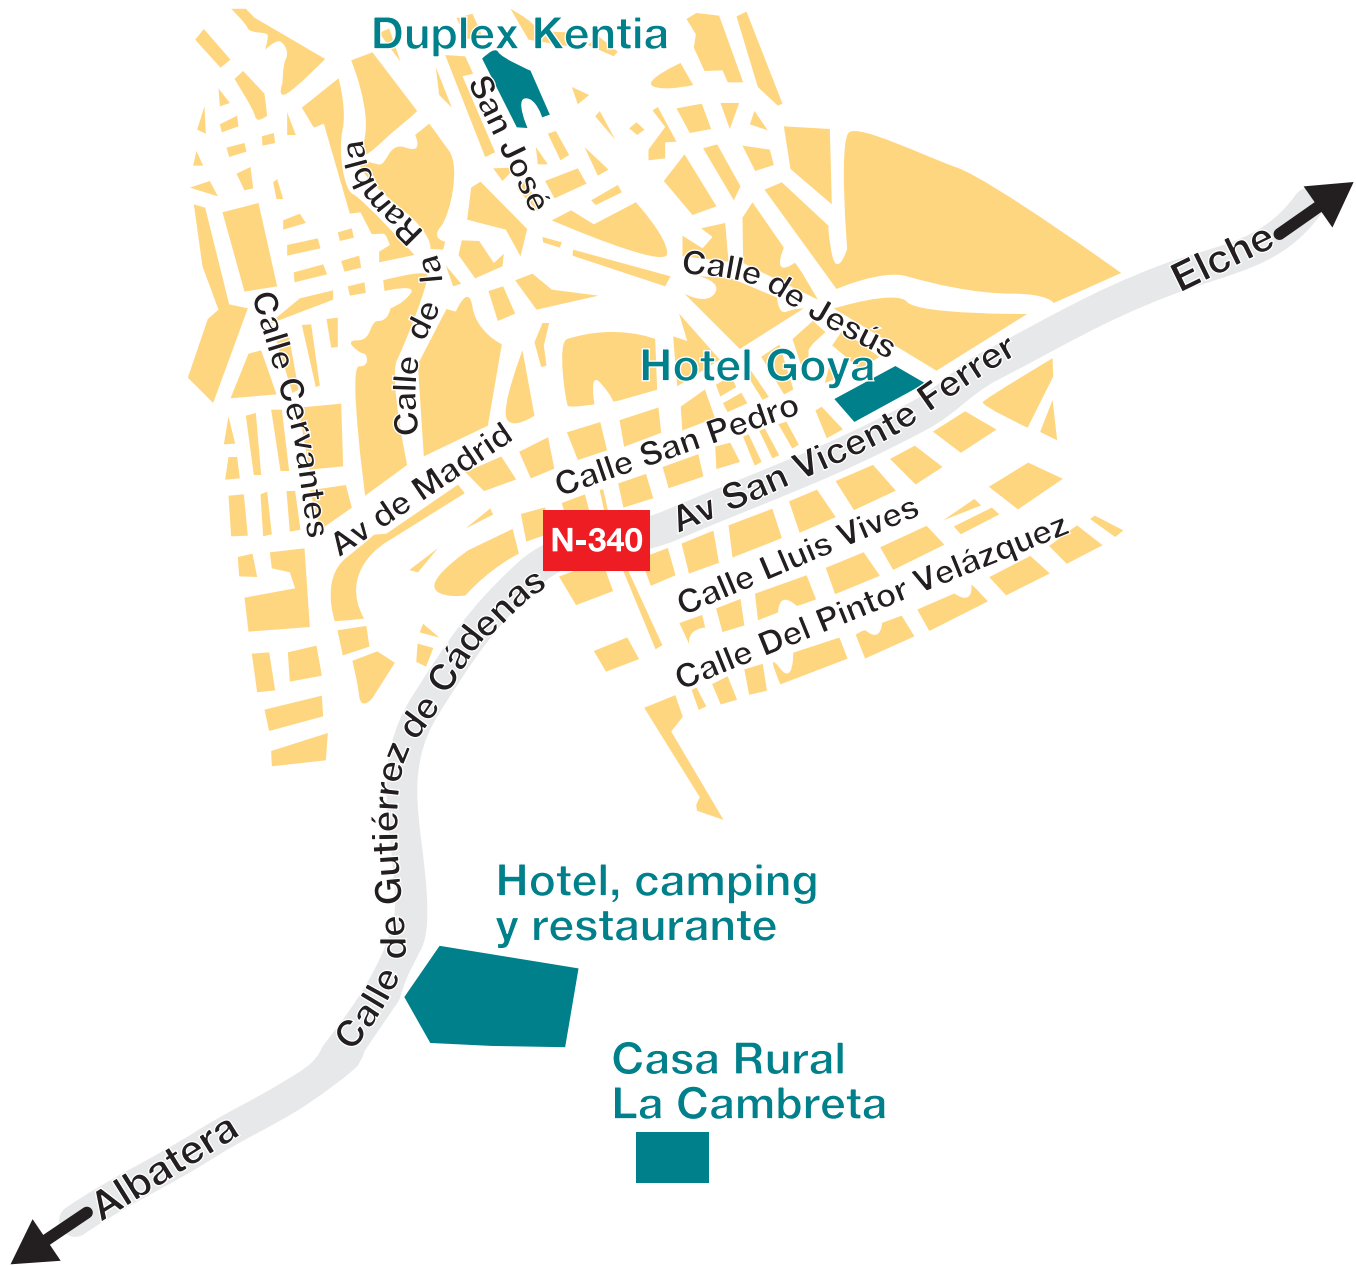 Duplex Kentia
San José
Calle de la Rambla
Calle de Jesús
Elche
Calle Cervantes
Hotel Goya
Calle San Pedro
Av de Madrid
Av San Vicente Ferrer
N-340
Calle Lluis Vives
Calle Del Pintor Velázquez
Calle de Gutiérrez de Cádenas
Hotel, camping
y restaurante
Casa Rural
La Cambreta
Albatera